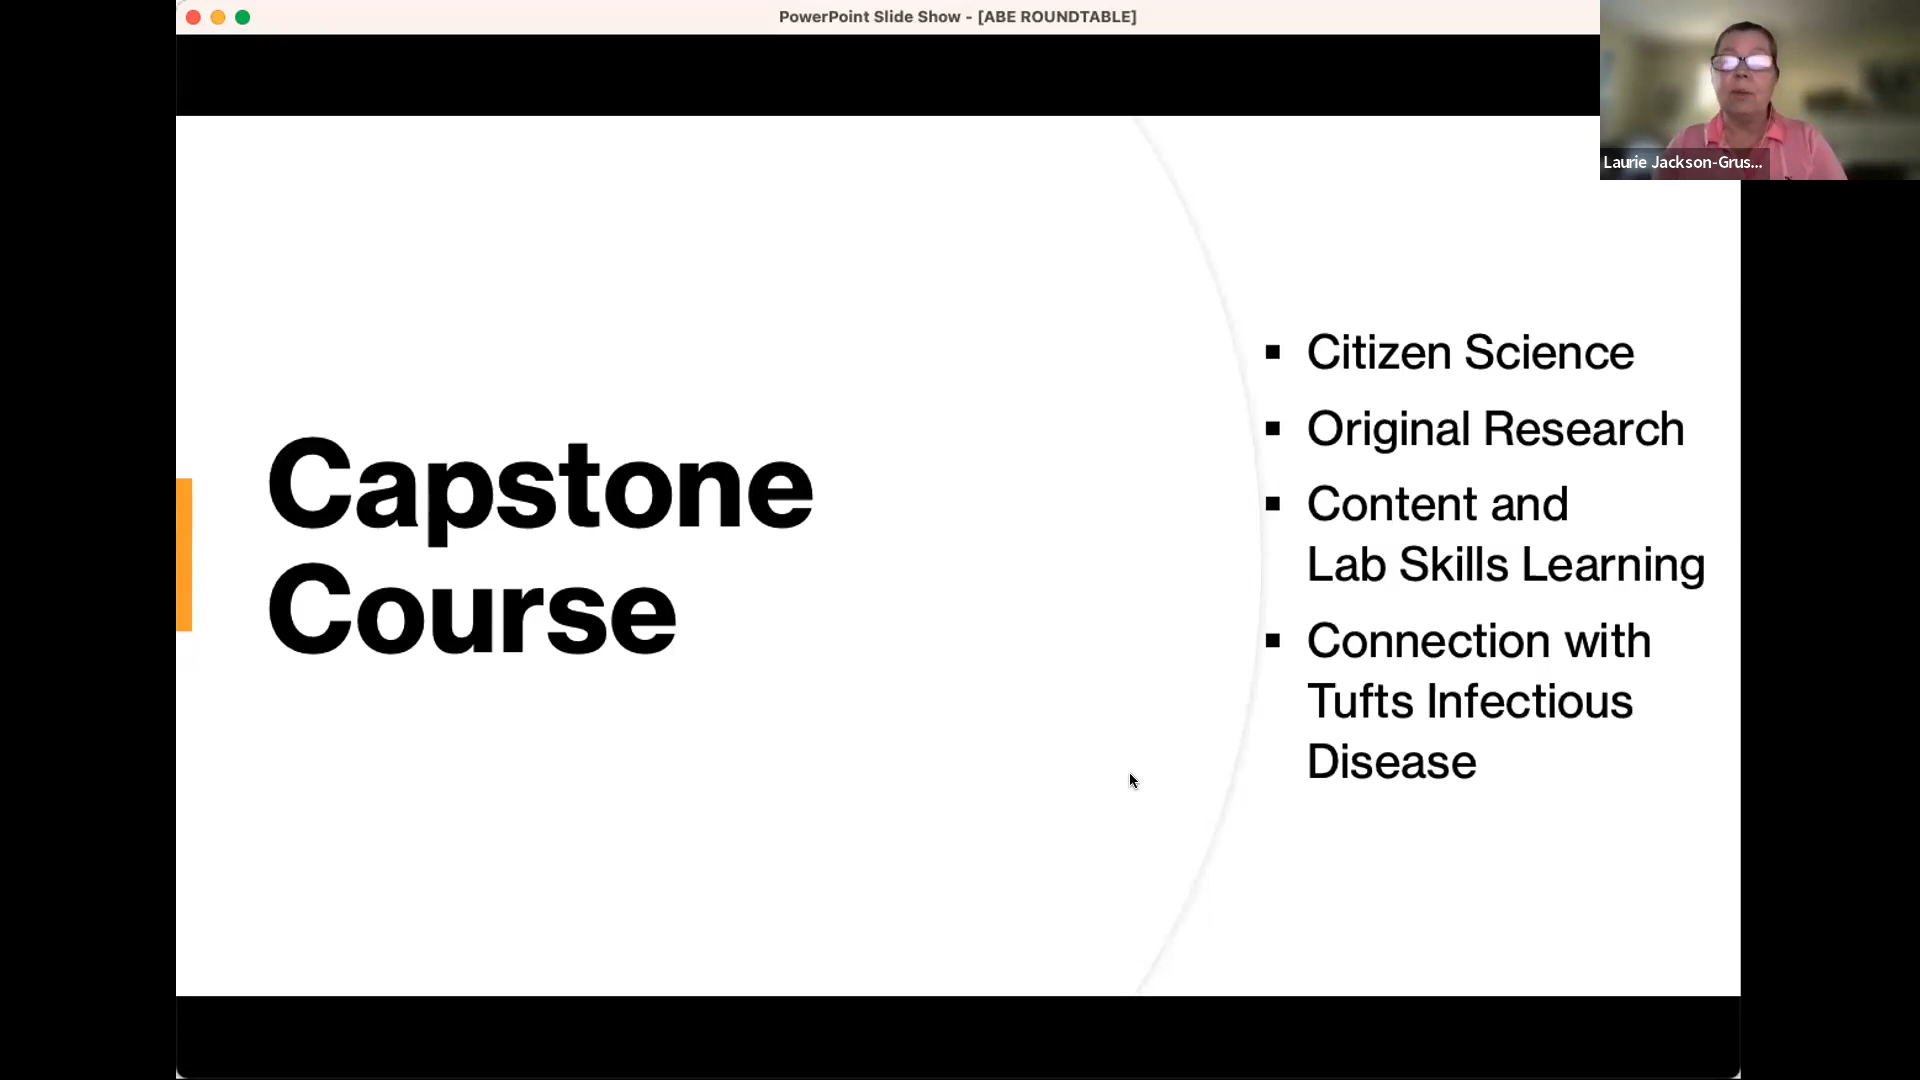 PowerPoint Slide Show - [ABE ROUNDTABLE]
Laurie Jackson-Grus...
Capstone
Course
▪ Citizen Science
▪ Original Research
▪ Content and
Lab Skills Learning
▪ Connection with
Tufts Infectious
Disease